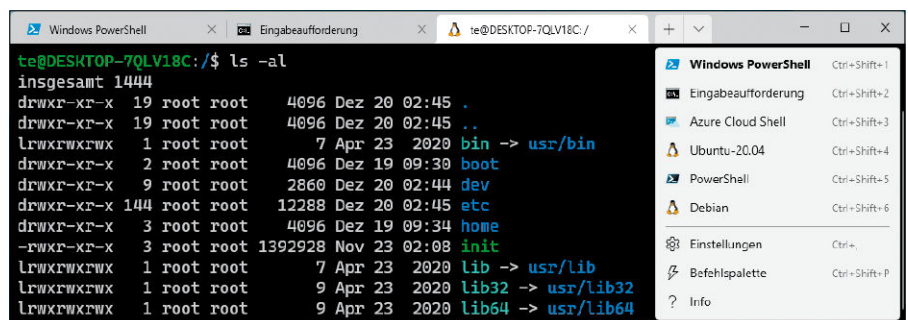 Windows PowerShell × Eingabeaufforderung × te@DESKTOP-7QLV18C: / ×
te@DESKTOP-7QLV18C:/$ ls -al
insgesamt 1444
drwxr-xr-x 19 root root 4096 Dez 20 02:45 .
drwxr-xr-x 19 root root 4096 Dez 20 02:45 ..
lrwxrwxrwx 1 root root 7 Apr 23 2020 bin -> usr/bin
drwxr-xr-x 2 root root 4096 Dez 19 09:30 boot
drwxr-xr-x 9 root root 2860 Dez 20 02:44 dev
drwxr-xr-x 144 root root 12288 Dez 20 02:45 etc
drwxr-xr-x 3 root root 4096 Dez 19 09:34 home
-rwxr-xr-x 3 root root 1392928 Nov 23 02:08 init
lrwxrwxrwx 1 root root 7 Apr 23 2020 lib -> usr/lib
lrwxrwxrwx 1 root root 9 Apr 23 2020 lib32 -> usr/lib32
lrwxrwxrwx 1 root root 9 Apr 23 2020 lib64 -> usr/lib64
Windows PowerShell Ctrl+Shift+1
Eingabeaufforderung Ctrl+Shift+2
Azure Cloud Shell Ctrl+Shift+3
Ubuntu-20.04 Ctrl+Shift+4
PowerShell Ctrl+Shift+5
Debian Ctrl+Shift+6
Einstellungen Ctrl+,
Befehlspalette Ctrl+Shift+P
? Info